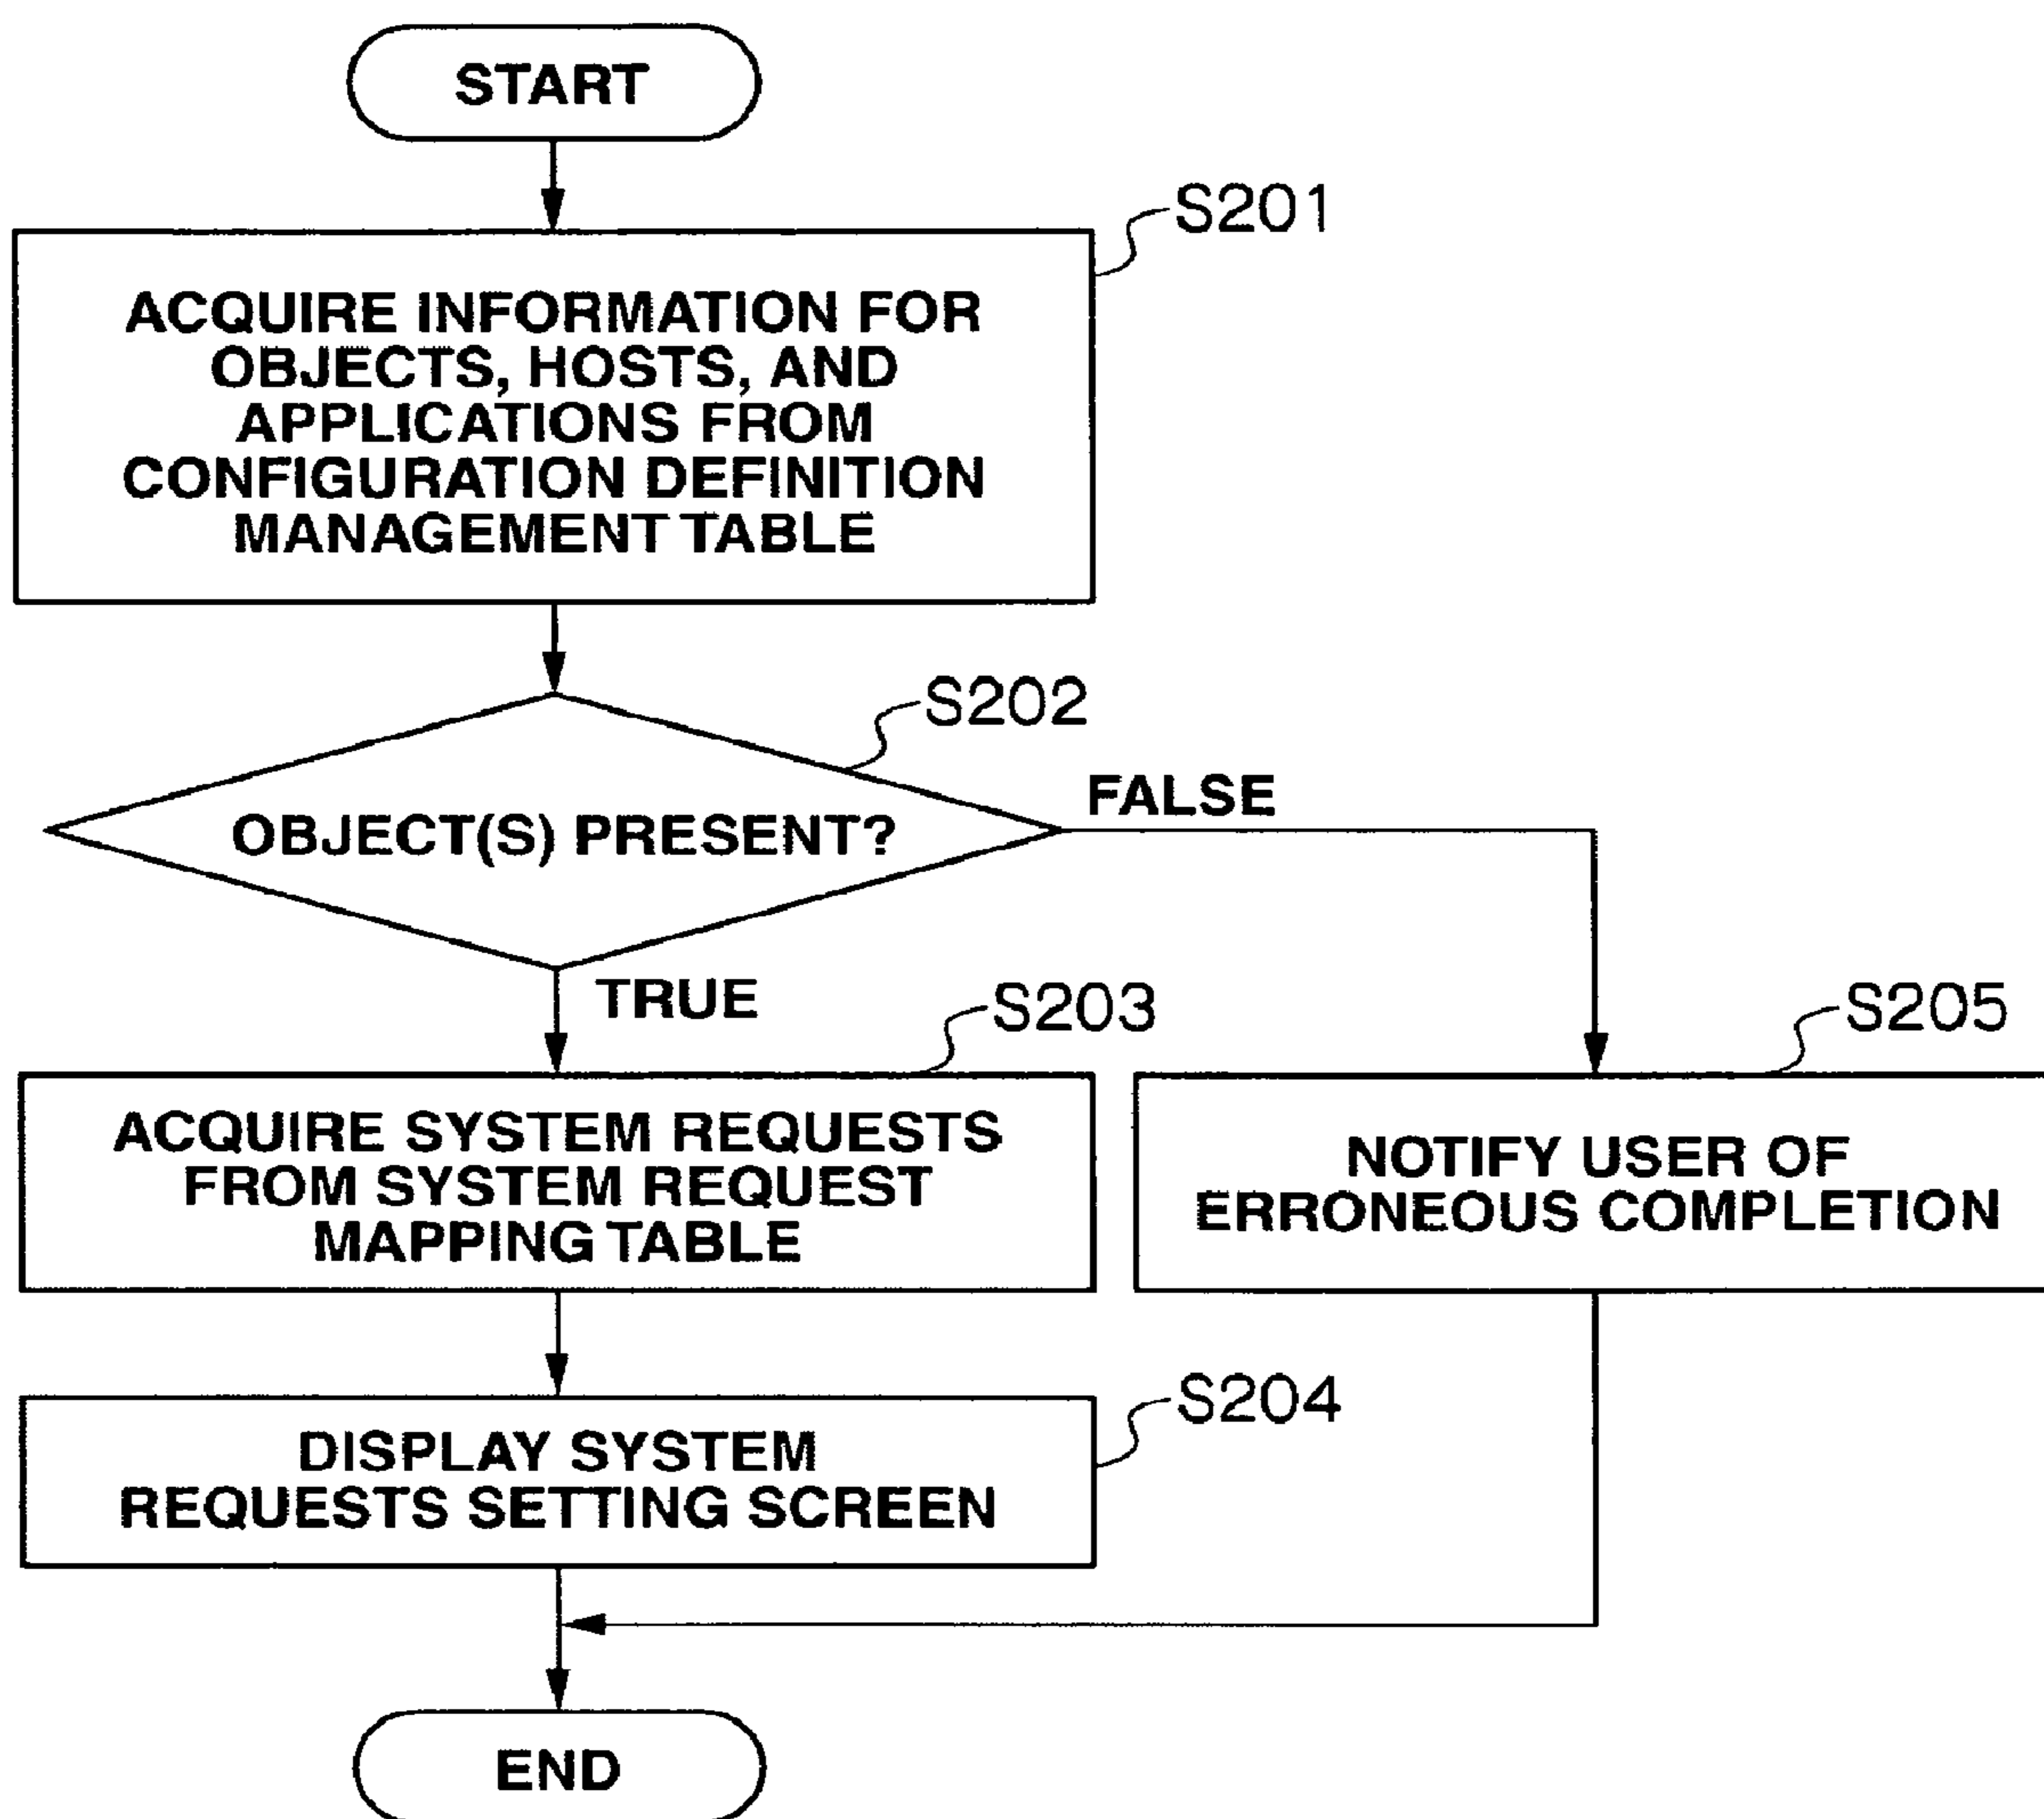 START
S201
ACQUIRE INFORMATION FOR
OBJECTS, HOSTS, AND
APPLICATIONS FROM
CONFIGURATION DEFINITION
MANAGEMENT TABLE
S202
OBJECT(S) PRESENT?
FALSE
TRUE
S203
ACQUIRE SYSTEM REQUESTS
FROM SYSTEM REQUEST
MAPPING TABLE
S205
NOTIFY USER OF
ERRONEOUS COMPLETION
S204
DISPLAY SYSTEM
REQUESTS SETTING SCREEN
END